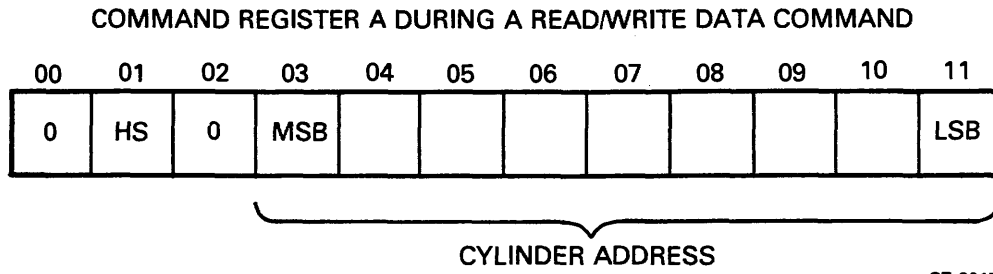 COMMAND REGISTER A DURING A READ/WRITE DATA COMMAND
00 01 02 03 04 05 06 07 08 09 10 11
0 HS 0 MSB LSB
CYLINDER ADDRESS